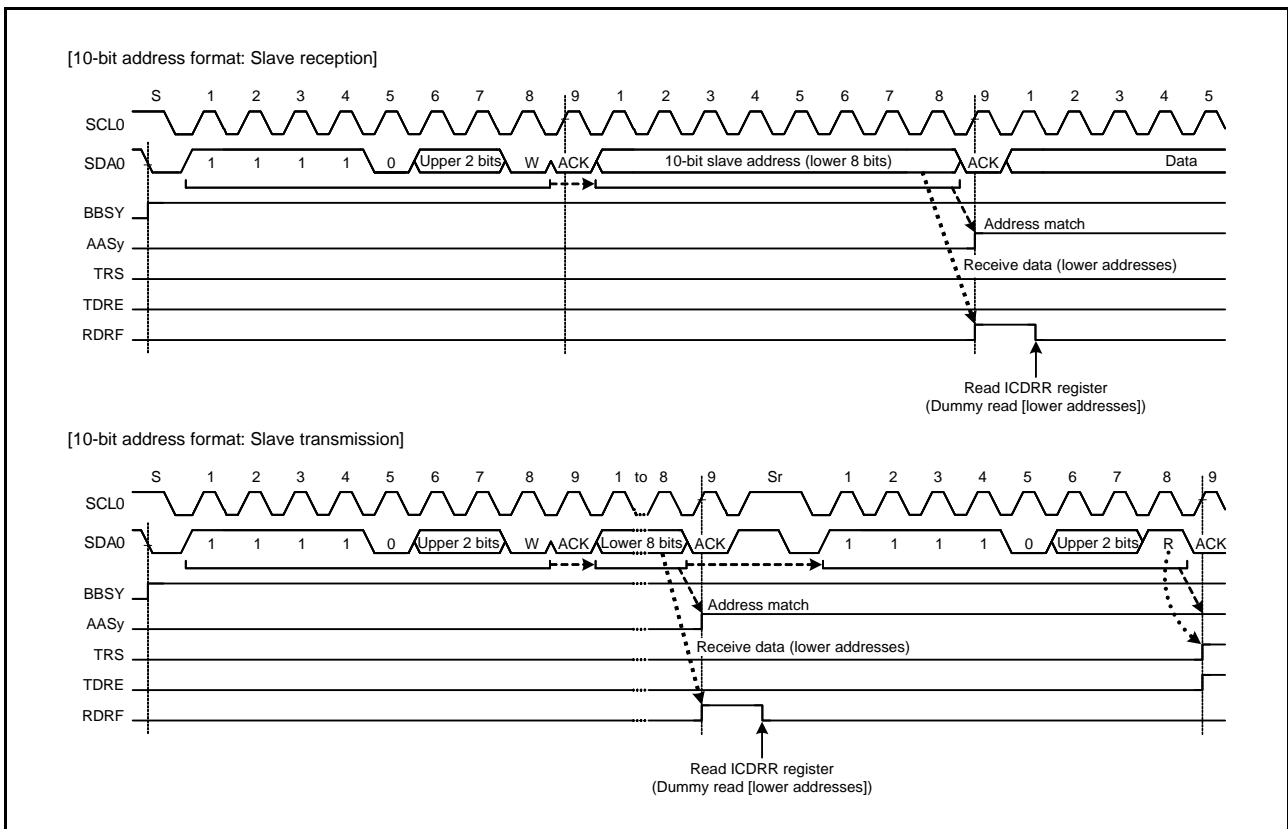 [10-bit address format: Slave reception]
S 1 2 3 4 5 6 7 8 9 1 2 3 4 5 6 7 8 9 1 2 3 4 5
SCL0
SDA0 1 1 1 1 0 Upper 2 bits W ACK 10-bit slave address (lower 8 bits) ACK Data
BBSY
Address match
AASy
Receive data (lower addresses)
TRS
TDRE
RDRF
Read ICDRR register
(Dummy read [lower addresses])
[10-bit address format: Slave transmission]
S 1 2 3 4 5 6 7 8 9 1 to 8 9 Sr 1 2 3 4 5 6 7 8 9
SCL0
SDA0 1 1 1 1 0 Upper 2 bits W ACK Lower 8 bits ACK 1 1 1 1 0 Upper 2 bits R ACK
BBSY
Address match
AASy
Receive data (lower addresses)
TRS
TDRE
RDRF
Read ICDRR register
(Dummy read [lower addresses])